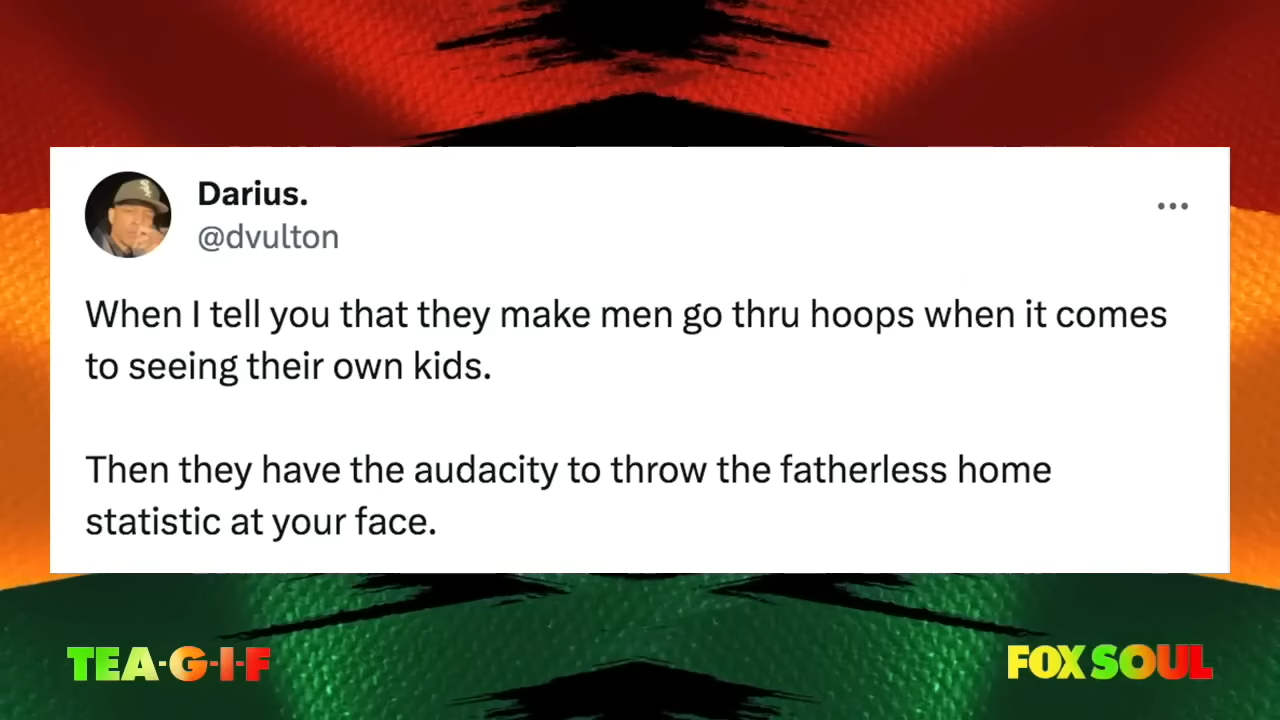 Darius.
@dvulton
When I tell you that they make men go thru hoops when it comes
to seeing their own kids.
Then they have the audacity to throw the fatherless home
statistic at your face.
TEA-G-I-F
FOX SOUL